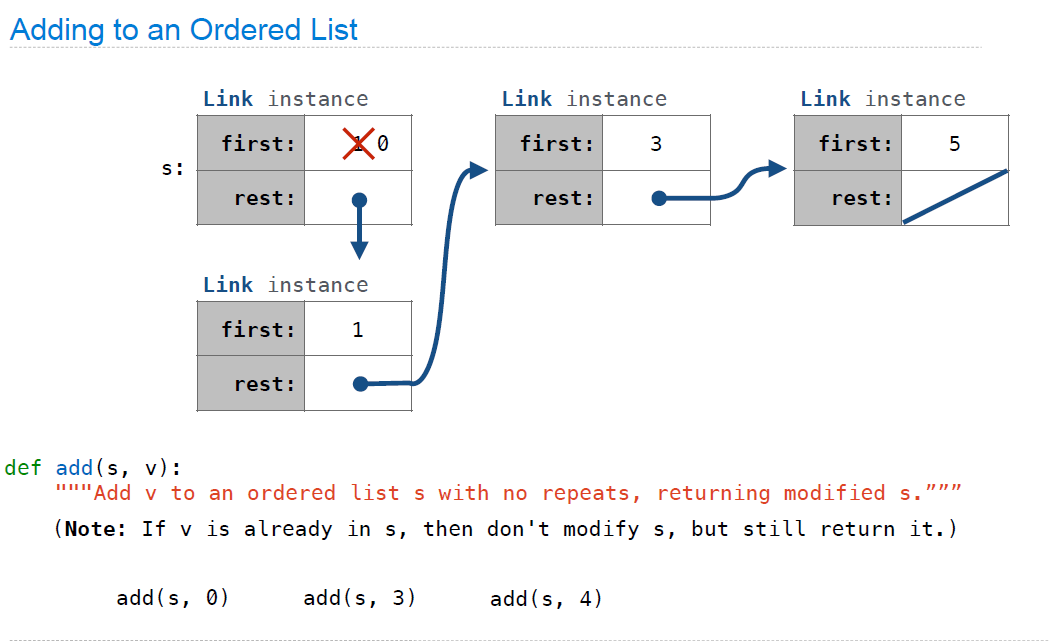 Adding to an Ordered List
Link instance
Link instance
Link instance
s:
first: 1 0
first: 3
first: 5
rest:
rest:
rest:
Link instance
first: 1
rest:
def add(s, v):
"""Add v to an ordered list s with no repeats, returning modified s.”””
(Note: If v is already in s, then don't modify s, but still return it.)
add(s, 0) add(s, 3) add(s, 4)